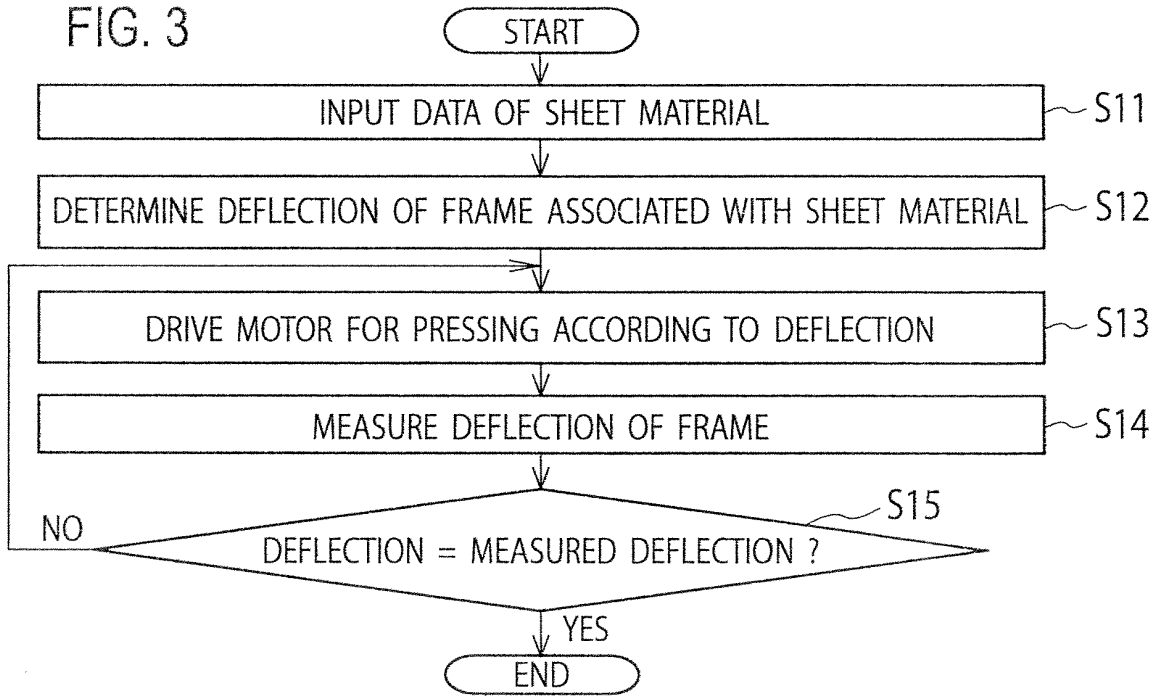 FIG. 3
START
INPUT DATA OF SHEET MATERIAL
S11
DETERMINE DEFLECTION OF FRAME ASSOCIATED WITH SHEET MATERIAL
S12
DRIVE MOTOR FOR PRESSING ACCORDING TO DEFLECTION
S13
MEASURE DEFLECTION OF FRAME
S14
S15
NO
DEFLECTION = MEASURED DEFLECTION ?
YES
END